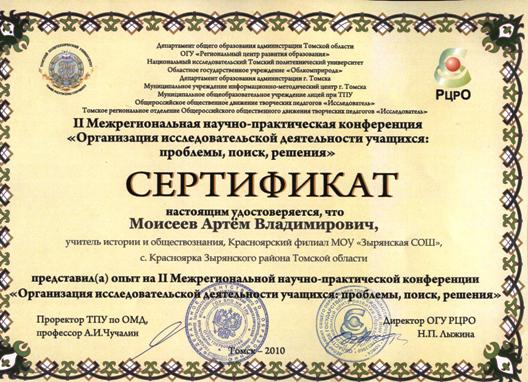 Департамент общего образования администрации Томской области
ОГУ «Региональный центр развития образования»
Национальный исследовательский Томский политехнический университет
Областное государственное учреждение «Облкомприрода»
Департамент образования администрации г. Томска
Муниципальное учреждение информационно-методический центр г. Томска
Муниципальное общеобразовательное учреждение лицей при ТПУ
Общероссийское общественное движение творческих педагогов «Исследователь»
Томское региональное отделение Общероссийского общественного движения творческих педагогов «Исследователь»
РЦРО
II Межрегиональная научно-практическая конференция
«Организация исследовательской деятельности учащихся:
проблемы, поиск, решения»
СЕРТИФИКАТ
настоящим удостоверяется, что
Моисеев Артём Владимирович,
учитель истории и обществознания, Красноярский филиал МОУ «Зырянская СОШ»,
с. Красноярка Зырянского района Томской области
представил(а) опыт на II Межрегиональной научно-практической конференции
«Организация исследовательской деятельности учащихся: проблемы, поиск, решения»
Проректор ТПУ по ОМД,
профессор А.И.Чучалин
Директор ОГУ РЦРО
Н.П. Лыжина
Томск – 2010